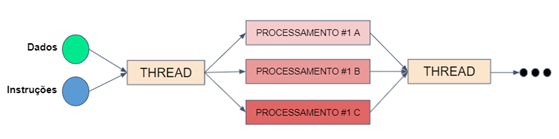 Dados
Instruções
THREAD
PROCESSAMENTO #1 A
PROCESSAMENTO #1 B
PROCESSAMENTO #1 C
THREAD